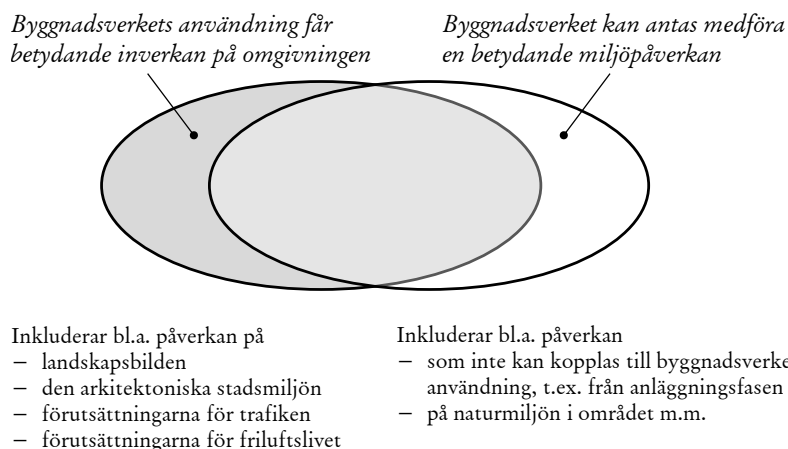 Byggnadsverkets användning får
betydande inverkan på omgivningen
Byggnadsverket kan antas medföra
en betydande miljöpåverkan
Inkluderar bl.a. påverkan på
– landskapsbilden
– den arkitektoniska stadsmiljön
– förutsättningarna för trafiken
– förutsättningarna för friluftslivet
Inkluderar bl.a. påverkan
– som inte kan kopplas till byggnadsverke
användning, t.ex. från anläggningsfasen
– på naturmiljön i området m.m.